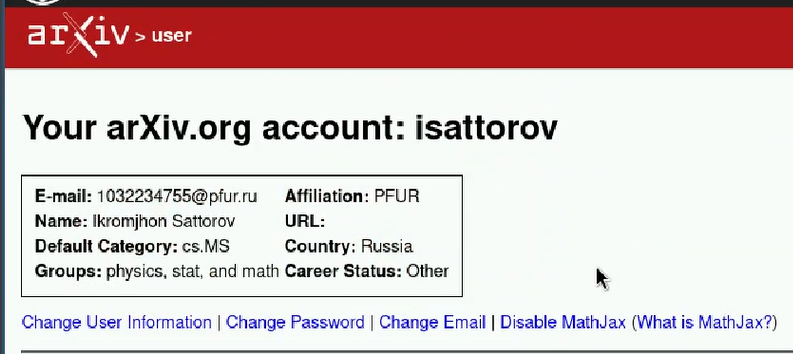 arXiv > user
Your arXiv.org account: isattorov
E-mail: 1032234755@pfur.ru Affiliation: PFUR
Name: Ikromjhon Sattorov URL:
Default Category: cs.MS Country: Russia
Groups: physics, stat, and math Career Status: Other
Change User Information | Change Password | Change Email | Disable MathJax (What is MathJax?)